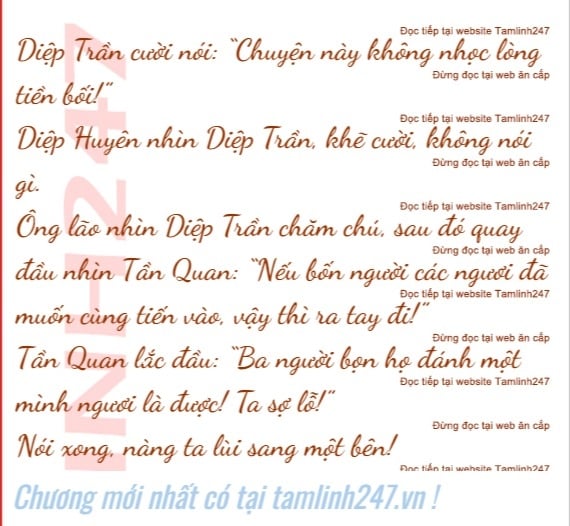 Đọc tiếp tại website Tamlinh247
Diệp Trần cười nói: “Chuyện này không nhọc lòng
Đừng đọc tại web ăn cắp
tiền bối!”
Đọc tiếp tại website Tamlinh247
Diệp Huyên nhìn Diệp Trần, khẽ cười, không nói
Đừng đọc tại web ăn cắp
gì.
Đọc tiếp tại website Tamlinh247
Ông lão nhìn Diệp Trần chăm chú, sau đó quay
Đừng đọc tại web ăn cắp
đầu nhìn Tần Quan: “Nếu bốn người các ngươi đã
Đọc tiếp tại website Tamlinh247
muốn cùng tiến vào, vậy thì ra tay đi!”
Đừng đọc tại web ăn cắp
Tần Quan lắc đầu: “Ba người bọn họ đánh một
Đọc tiếp tại website Tamlinh247
mình ngươi là được! Ta sợ lỗ!”
Đừng đọc tại web ăn cắp
Nói xong, nàng ta lùi sang một bên!
Đọc tiếp tại website Tamlinh247
Chương mới nhất có tại tamlinh247.vn !
INH247